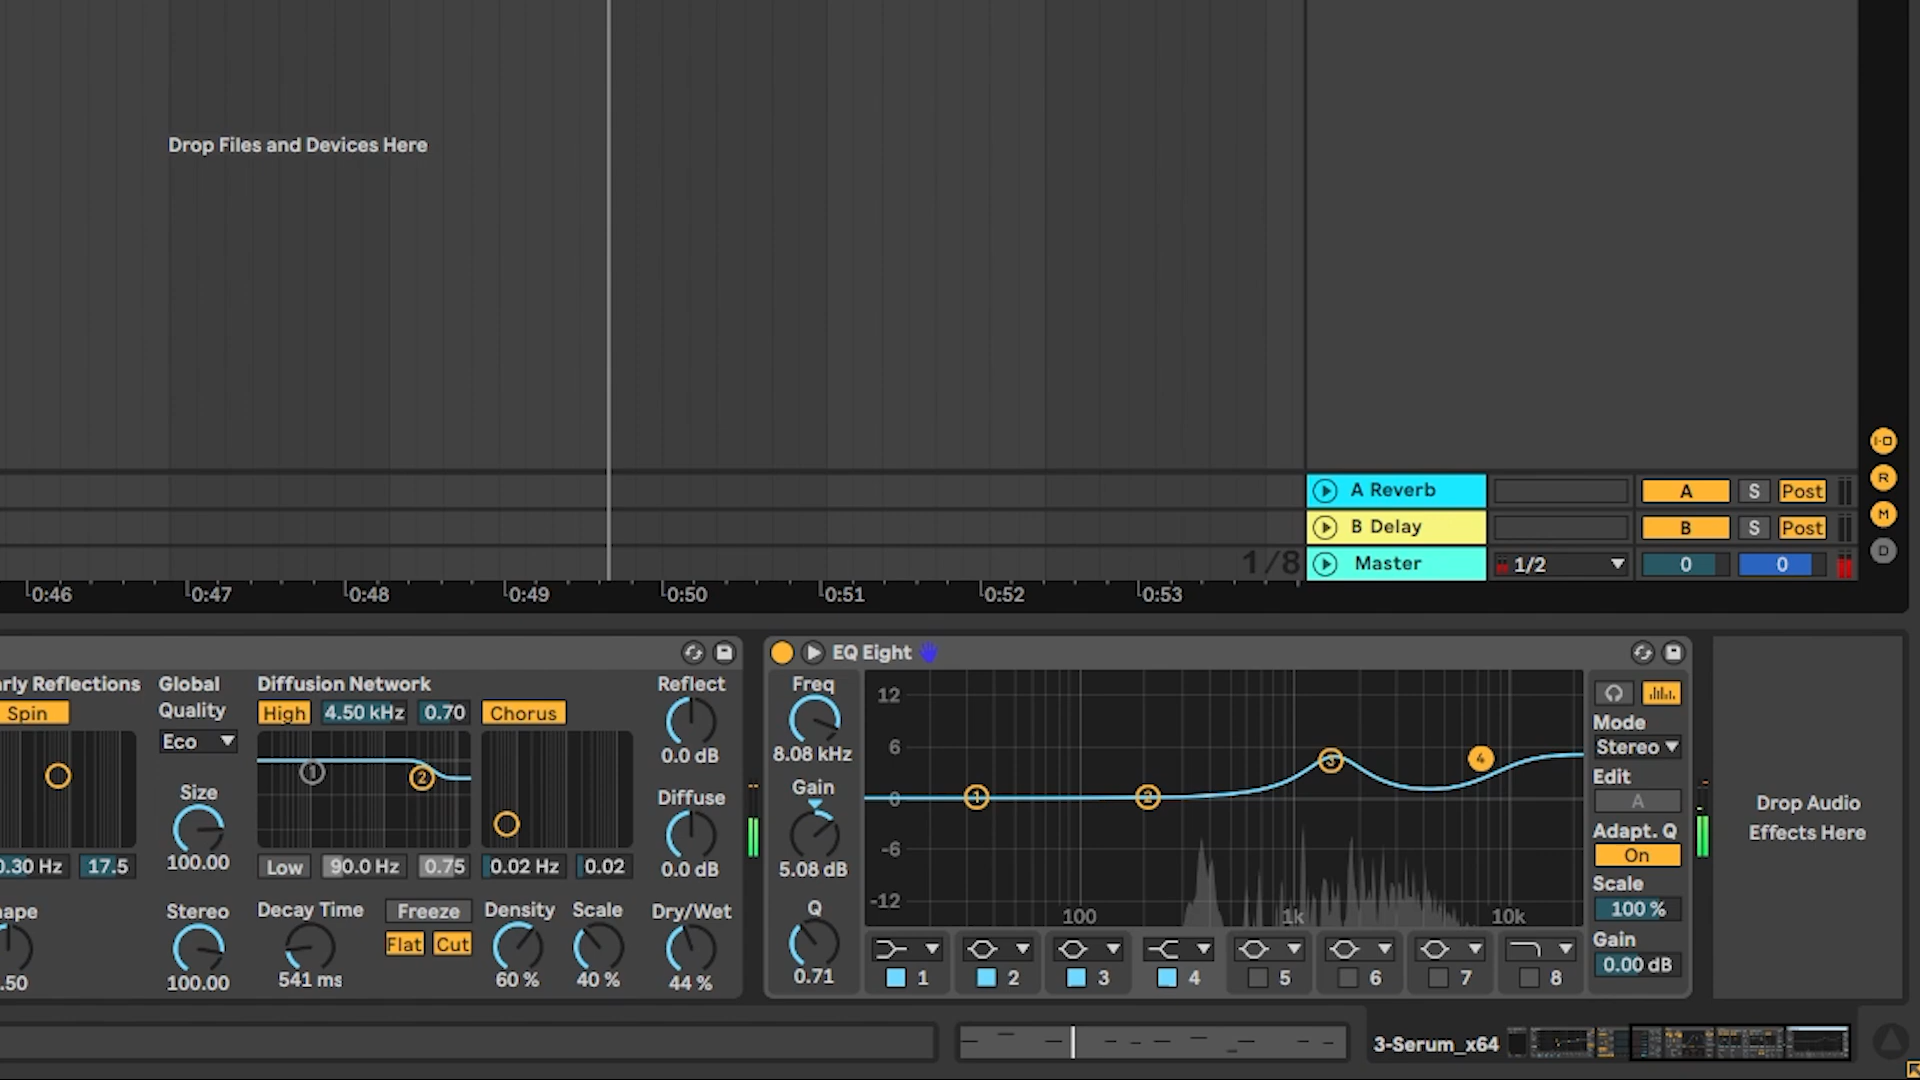 Drop Files and Devices Here
A Reverb A S Post
B Delay B S Post
1/8 Master 1/2 0 0
I·O
R
M
D
0:46 0:47 0:48 0:49 0:50 0:51 0:52 0:53
rly Reflections
Spin
0.30 Hz 17.5
ape
.50
Global
Quality
Eco
Size
100.00
Stereo
100.00
Diffusion Network
High 4.50 kHz 0.70 Chorus
1 2
Low 90.0 Hz 0.75 0.02 Hz 0.02
Decay Time
541 ms
Freeze
Flat Cut
Density
60 %
Scale
40 %
Reflect
0.0 dB
Diffuse
0.0 dB
Dry/Wet
44 %
EQ Eight
Freq
8.08 kHz
Gain
5.08 dB
Q
0.71
12
6
0
-6
-12
100 1k 10k
1 2 3 4
1 2 3 4 5 6 7 8
Mode
Stereo
Edit
A
Adapt. Q
On
Scale
100 %
Gain
0.00 dB
Drop Audio
Effects Here
3-Serum_x64